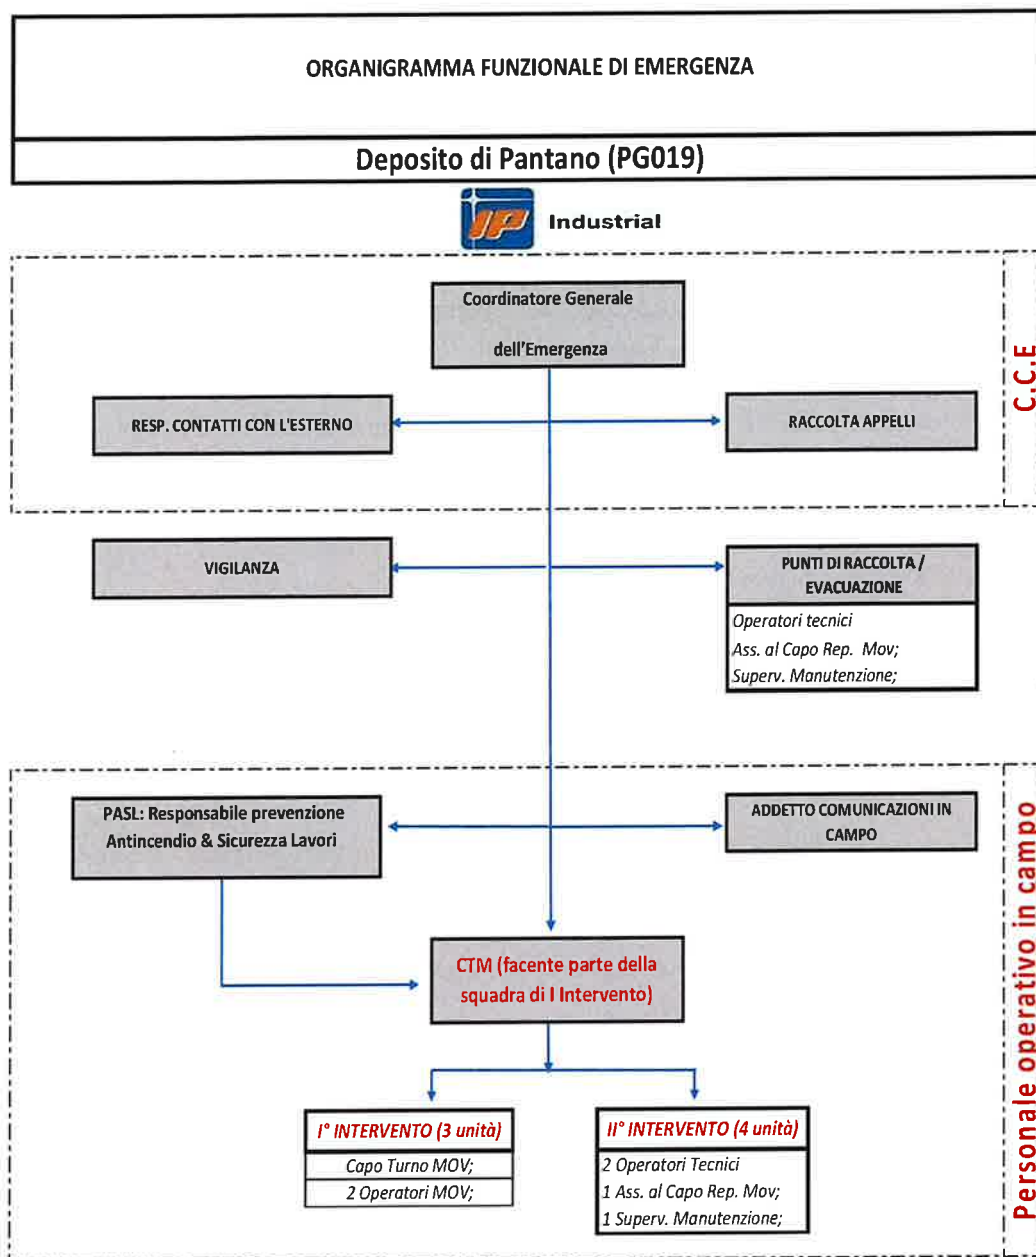 ORGANIGRAMMA FUNZIONALE DI EMERGENZA
Deposito di Pantano (PG019)
IP Industrial
Coordinatore Generale
dell'Emergenza
C.C.E
RESP. CONTATTI CON L'ESTERNO
RACCOLTA APPELLI
VIGILANZA
PUNTI DI RACCOLTA /
EVACUAZIONE
Operatori tecnici
Ass. al Capo Rep. Mov;
Superv. Manutenzione;
PASL: Responsabile prevenzione
Antincendio & Sicurezza Lavori
ADDETTO COMUNICAZIONI IN
CAMPO
Personale operativo in campo
CTM (facente parte della
squadra di I Intervento)
I° INTERVENTO (3 unità)
Capo Turno MOV;
2 Operatori MOV;
II° INTERVENTO (4 unità)
2 Operatori Tecnici
1 Ass. al Capo Rep. Mov;
1 Superv. Manutenzione;